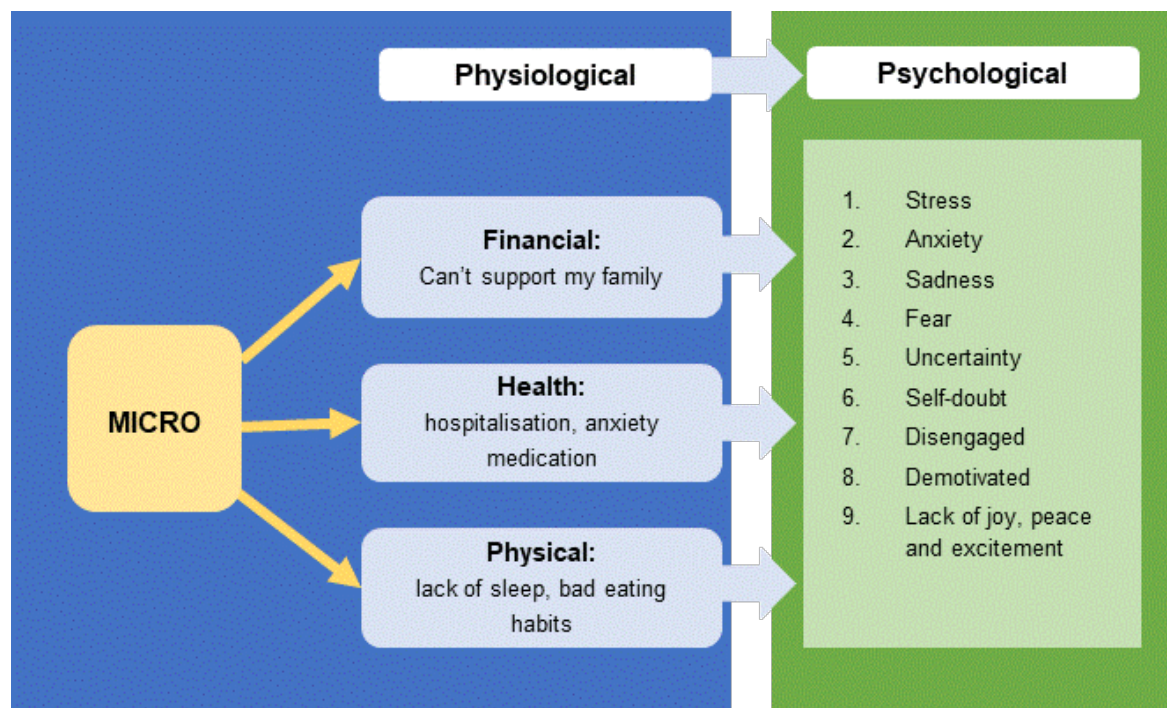 Physiological
Psychological
MICRO
Financial:
Can't support my family
Health:
hospitalisation, anxiety
medication
Physical:
lack of sleep, bad eating
habits
1. Stress
2. Anxiety
3. Sadness
4. Fear
5. Uncertainty
6. Self-doubt
7. Disengaged
8. Demotivated
9. Lack of joy, peace
and excitement